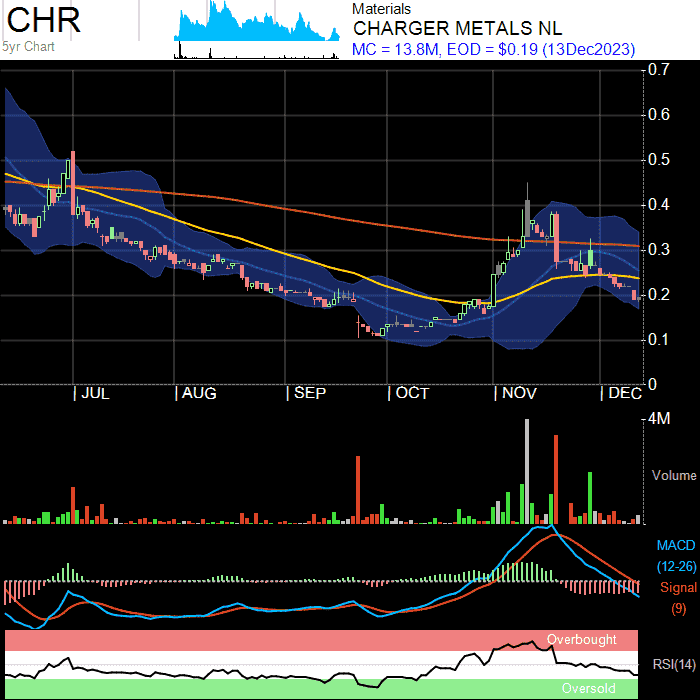 CHR
5yr Chart
Materials
CHARGER METALS NL
MC = 13.8M, EOD = $0.19 (13Dec2023)
0.7
0.6
0.5
0.4
0.3
0.2
0.1
0
| JUL | AUG | SEP | OCT | NOV | DEC
4M
Volume
MACD
(12-26)
Signal
(9)
Overbought
RSI(14)
Oversold